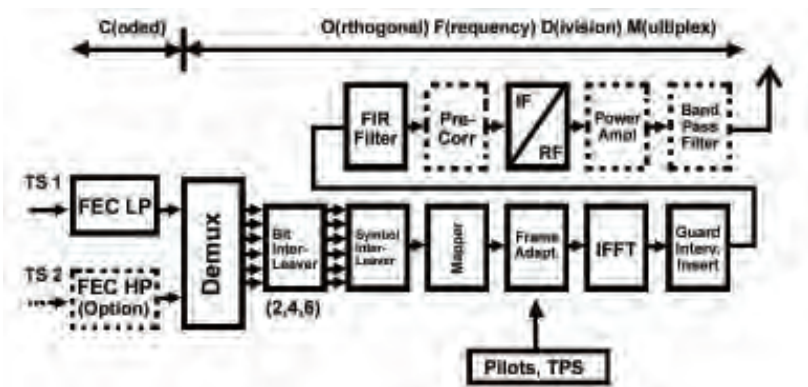 C(oded)
O(rthogonal) F(requency) D(ivision) M(ultiplex)
FIR
Filter
Pre-
Corr
IF
RF
Power
Ampl
Band
Pass
Filter
TS 1
FEC LP
TS 2
FEC HP
(Option)
Demux
Bit
Inter-
Leaver
(2,4,6)
Symbol
Inter-
Leaver
Mapper
Frame
Adapt.
IFFT
Guard
Interv.
Insert
Pilots, TPS